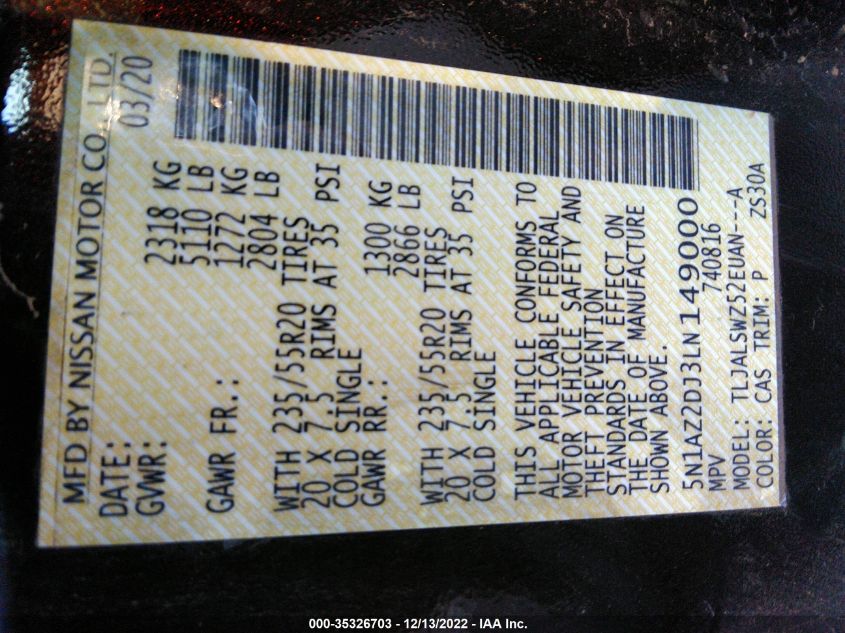 MFD BY NISSAN MOTOR CO., LTD.
DATE: 03/20
GVWR: 2318 KG
5110 LB
GAWR FR.: 1272 KG
2804 LB
WITH 235/55R20 TIRES
20 X 7.5 RIMS AT 35 PSI
COLD SINGLE
GAWR RR.: 1300 KG
2866 LB
WITH 235/55R20 TIRES
20 X 7.5 RIMS AT 35 PSI
COLD SINGLE
THIS VEHICLE CONFORMS TO
ALL APPLICABLE FEDERAL
MOTOR VEHICLE SAFETY AND
THEFT PREVENTION
STANDARDS IN EFFECT ON
THE DATE OF MANUFACTURE
SHOWN ABOVE.
5N1AZ2DJ3LN149000
MPV 740816
MODEL: TLJALSWZ52EUAN---A
COLOR: CAS TRIM: P ZS30A
000-35326703 - 12/13/2022 - IAA Inc.